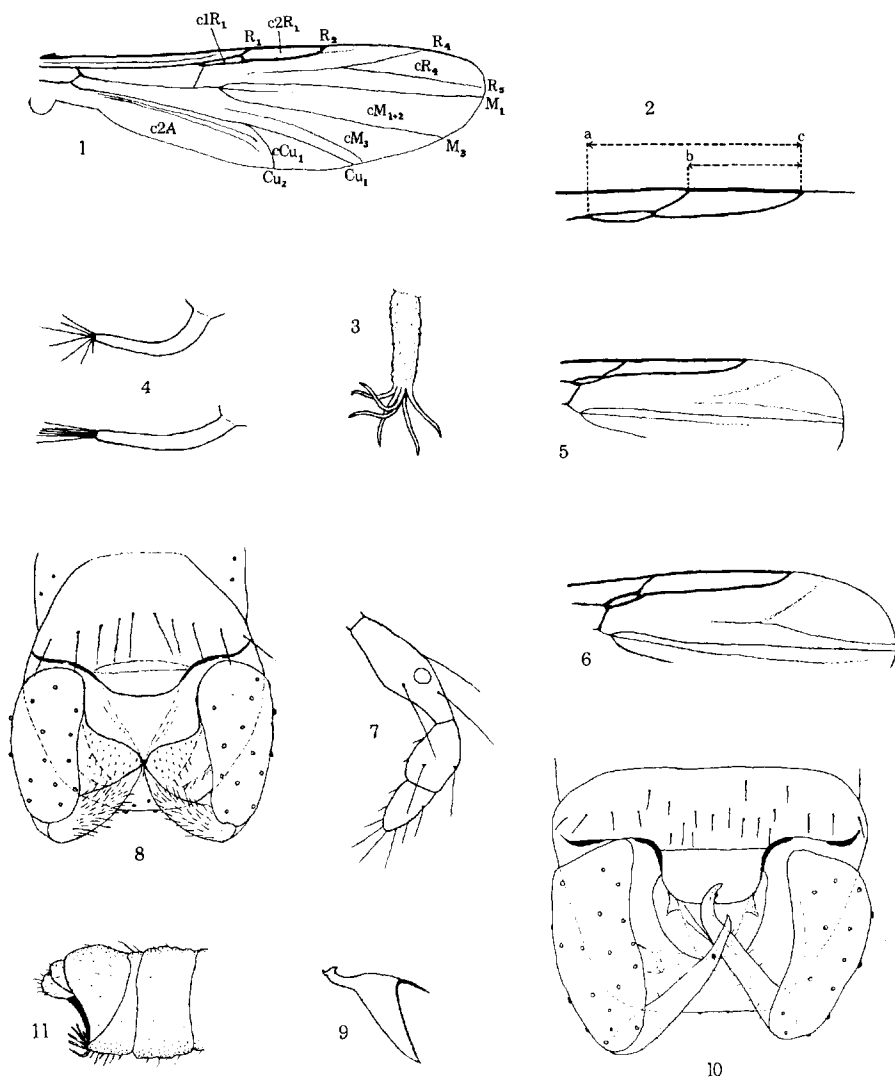 c1R₁ R₁ c2R₁ R₂ R₄
cR₄
R₅
M₁
cM₁₊₂
c2A
cM₃
M₃
cCu₁
Cu₂
Cu₁
1
2
a c
b
3
4
5
6
7
8
9
10
11